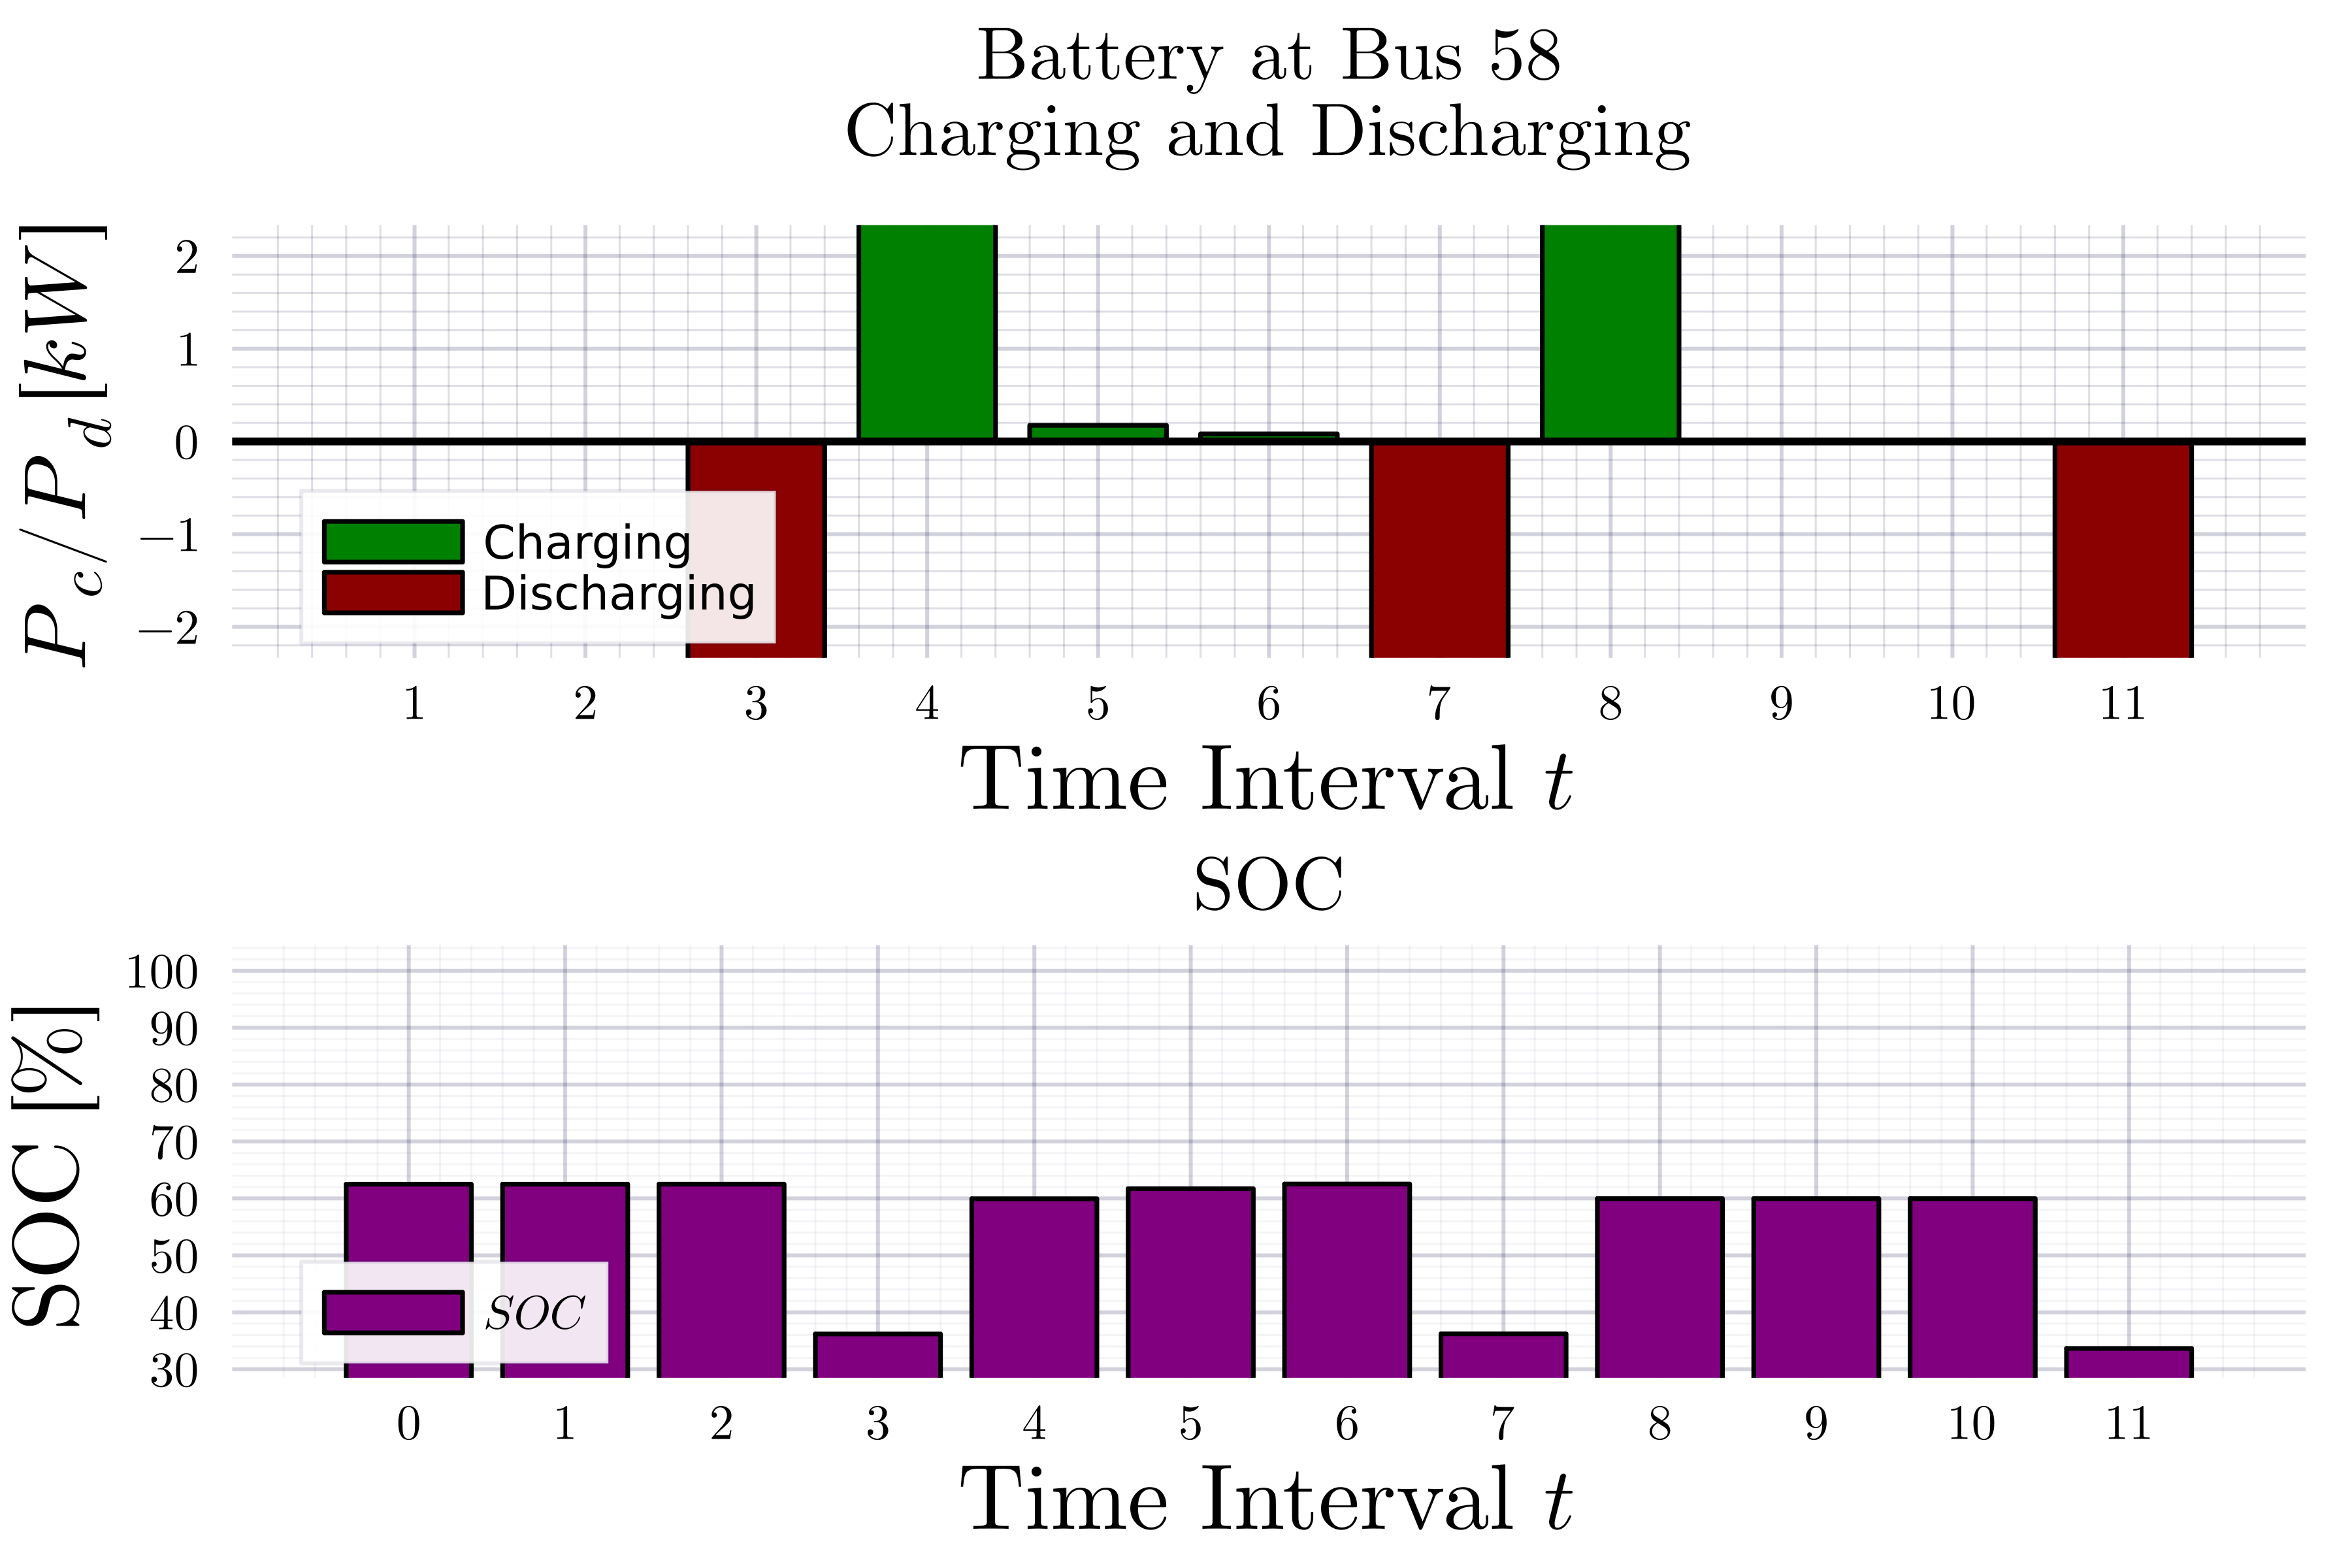 Battery at Bus 58
Charging and Discharging
P_c/P_d [kW]
2
1
0
−1
−2
Charging
Discharging
1 2 3 4 5 6 7 8 9 10 11
Time Interval t
SOC
SOC [%]
100
90
80
70
60
50
40
30
SOC
0 1 2 3 4 5 6 7 8 9 10 11
Time Interval t